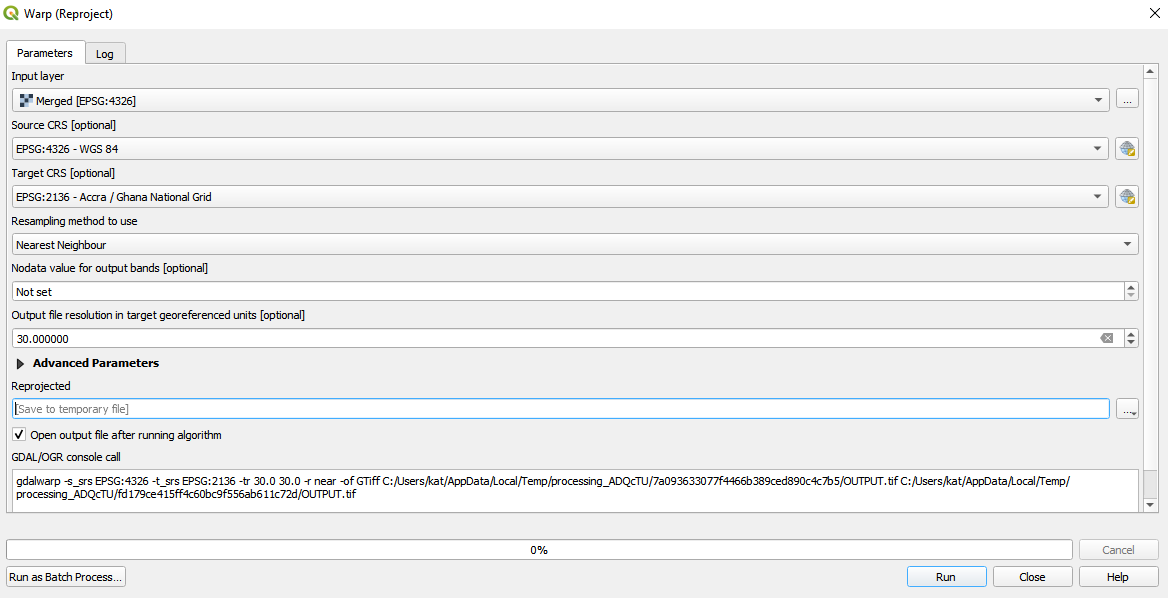 Warp (Reproject)
Parameters
Log
Input layer
Merged [EPSG:4326]
...
Source CRS [optional]
EPSG:4326 - WGS 84
Target CRS [optional]
EPSG:2136 - Accra / Ghana National Grid
Resampling method to use
Nearest Neighbour
Nodata value for output bands [optional]
Not set
Output file resolution in target georeferenced units [optional]
30.000000
Advanced Parameters
Reprojected
[Save to temporary file]
...
Open output file after running algorithm
GDAL/OGR console call
gdalwarp -s_srs EPSG:4326 -t_srs EPSG:2136 -tr 30.0 30.0 -r near -of GTiff C:/Users/kat/AppData/Local/Temp/processing_ADQcTU/7a093633077f4466b389ced890c4c7b5/OUTPUT.tif C:/Users/kat/AppData/Local/Temp/
processing_ADQcTU/fd179ce415ff4c60bc9f556ab611c72d/OUTPUT.tif
0%
Cancel
Run as Batch Process...
Run
Close
Help